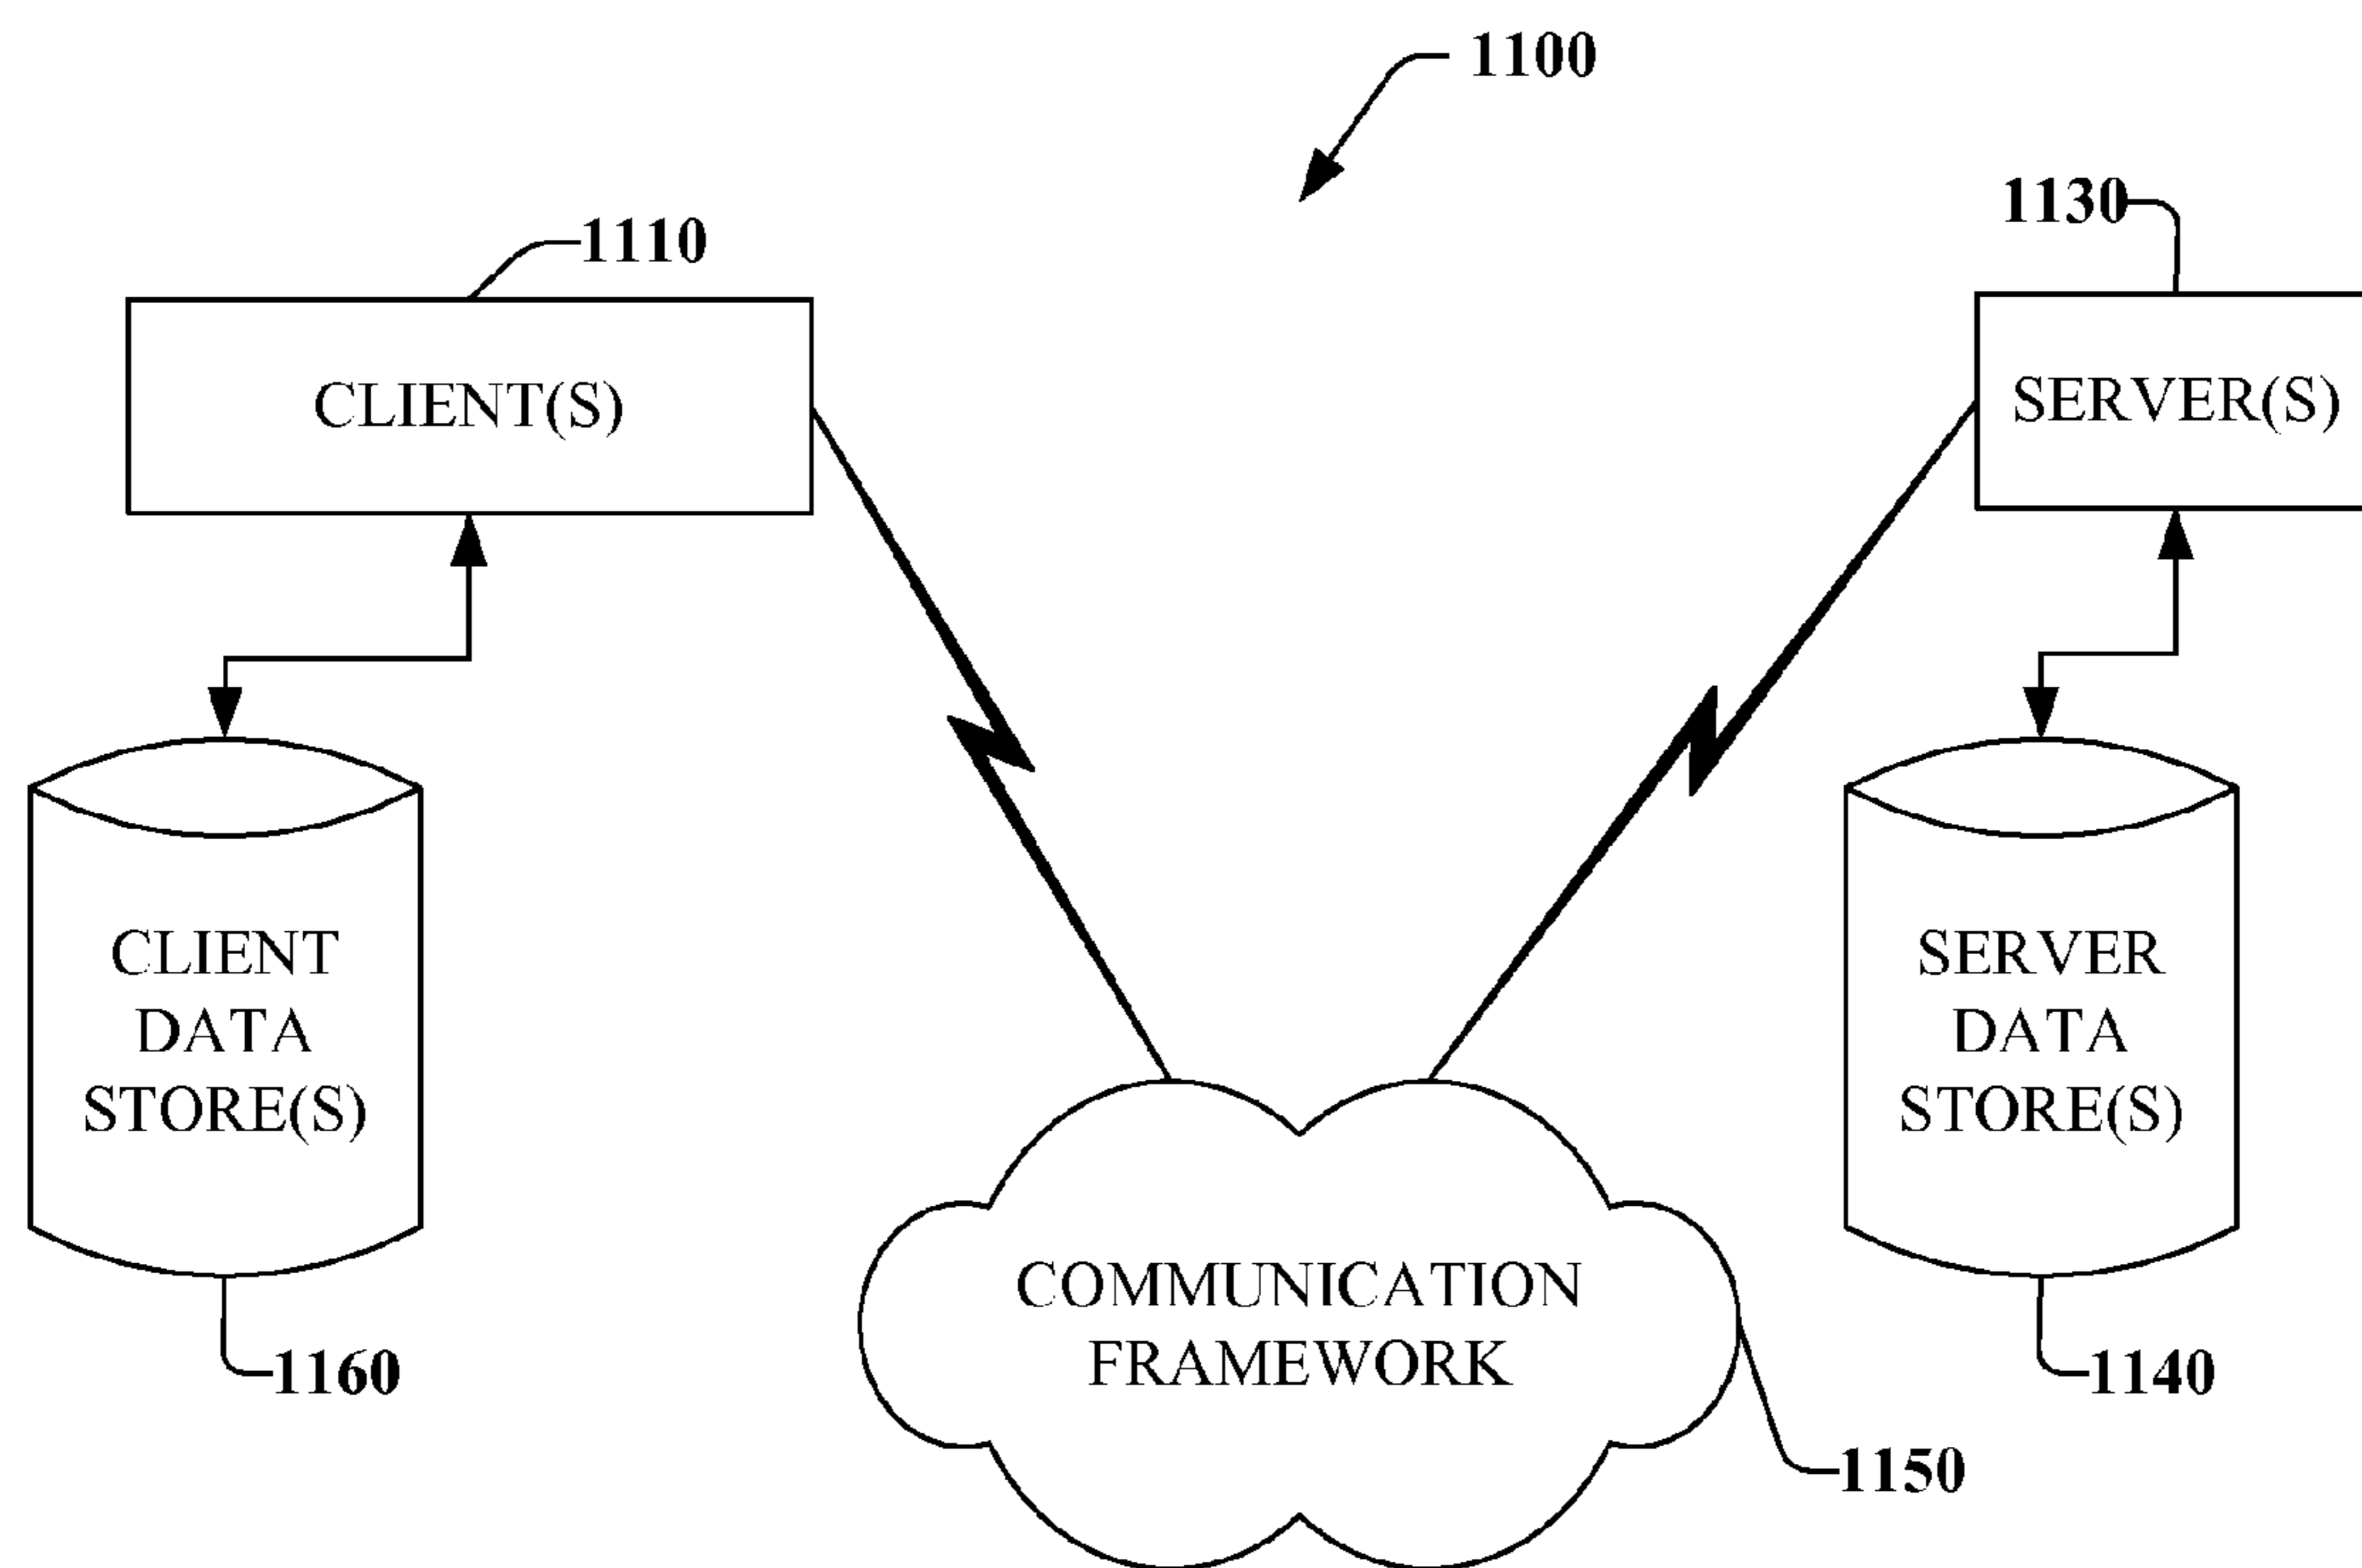 1100
1130
1110
CLIENT(S)
SERVER(S)
CLIENT
DATA
STORE(S)
SERVER
DATA
STORE(S)
COMMUNICATION
FRAMEWORK
1160
1140
1150